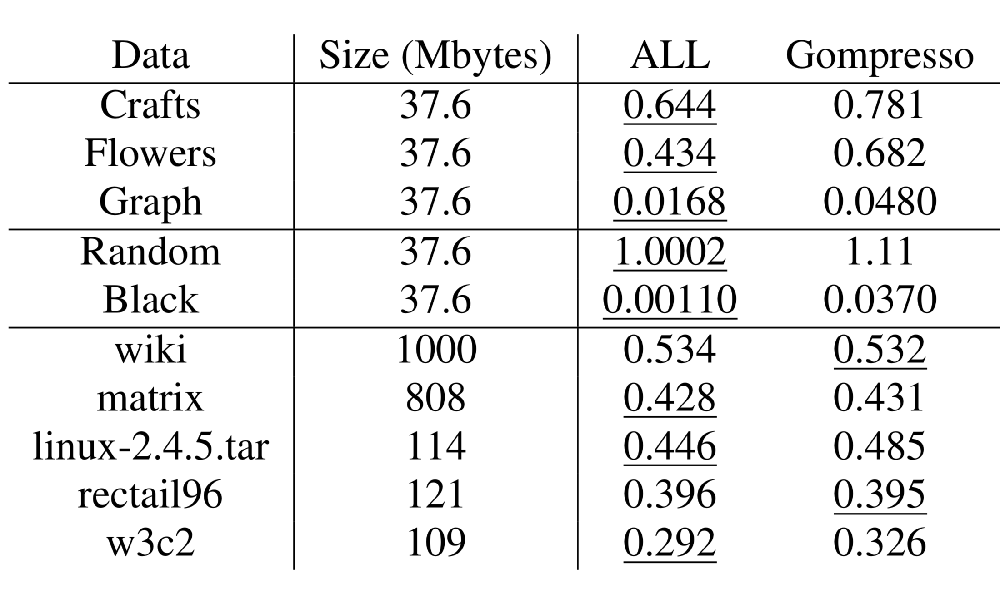 Data Size (Mbytes) ALL Gompresso
Crafts 37.6 0.644 0.781
Flowers 37.6 0.434 0.682
Graph 37.6 0.0168 0.0480
Random 37.6 1.0002 1.11
Black 37.6 0.00110 0.0370
wiki 1000 0.534 0.532
matrix 808 0.428 0.431
linux-2.4.5.tar 114 0.446 0.485
rectail96 121 0.396 0.395
w3c2 109 0.292 0.326